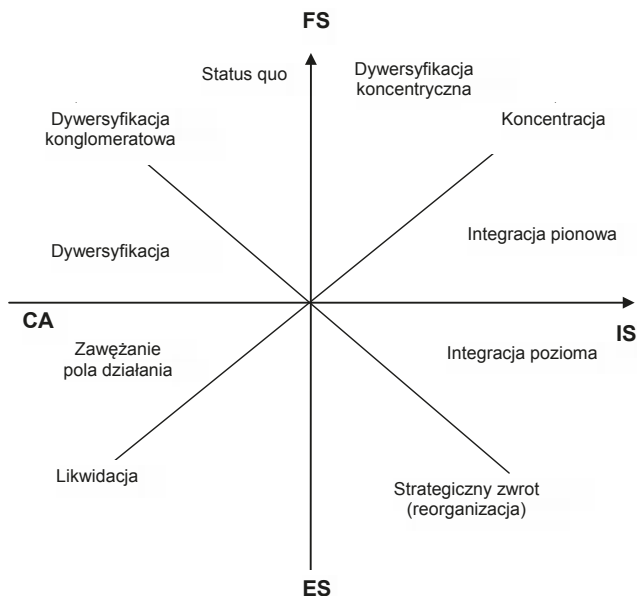 FS
Status quo
Dywersyfikacja
koncentryczna
Dywersyfikacja
konglomeratowa
Koncentracja
Integracja pionowa
Dywersyfikacja
CA
IS
Zawężanie
pola działania
Integracja pozioma
Likwidacja
Strategiczny zwrot
(reorganizacja)
ES